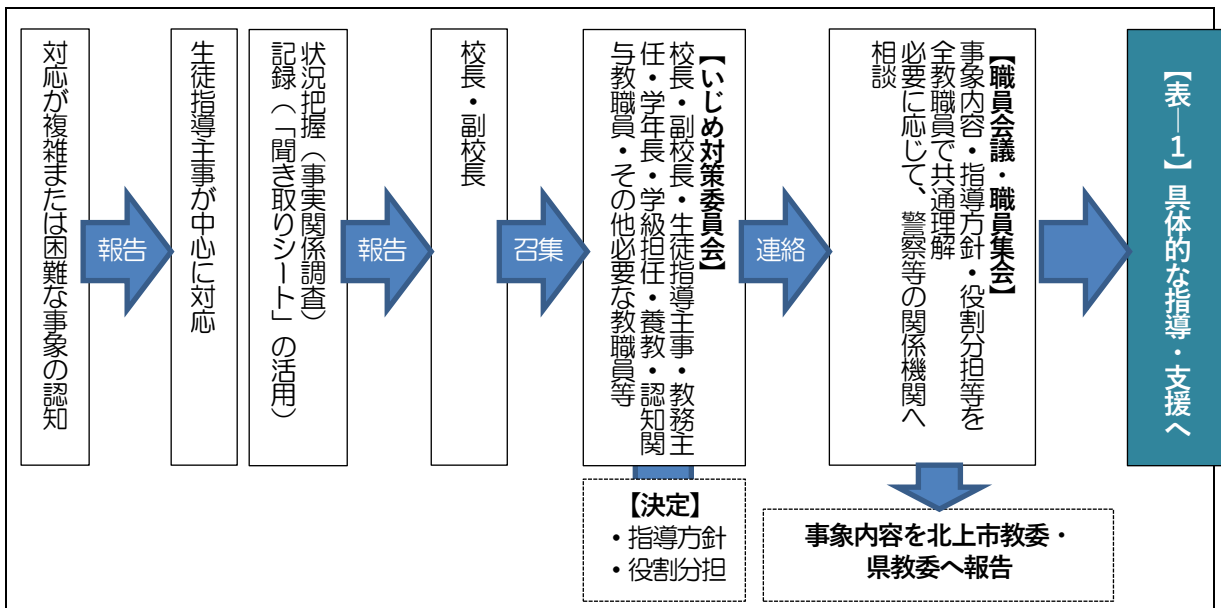 対応が複雑または困難な事象の認知
報告
生徒指導主事が中心に対応
状況把握(事実関係調査)
記録(「聞き取りシート」の活用)
報告
校長・副校長
召集
【いじめ対策委員会】
校長・副校長・生徒指導主事・教務主
任・学年長・学級担任・養教・認知関
与教職員・その他必要な教職員等
連絡
【職員会議・職員集会】
事象内容・指導方針・役割分担等を
全教職員で共通理解
必要に応じて、警察等の関係機関へ
相談
【表―1】具体的な指導・支援へ
【決定】
・指導方針
・役割分担
事象内容を北上市教委・
県教委へ報告